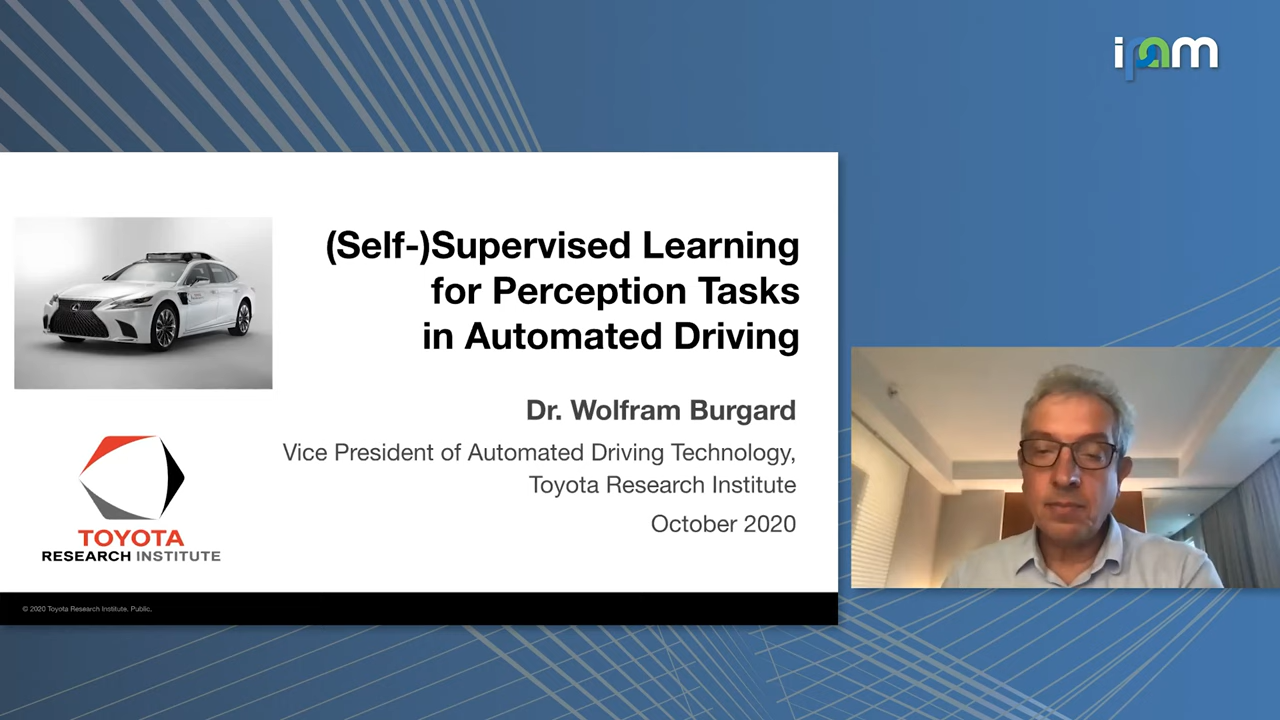 ipam
(Self-)Supervised Learning
for Perception Tasks
in Automated Driving
Dr. Wolfram Burgard
Vice President of Automated Driving Technology,
Toyota Research Institute
October 2020
TOYOTA
RESEARCH INSTITUTE
© 2020 Toyota Research Institute. Public.